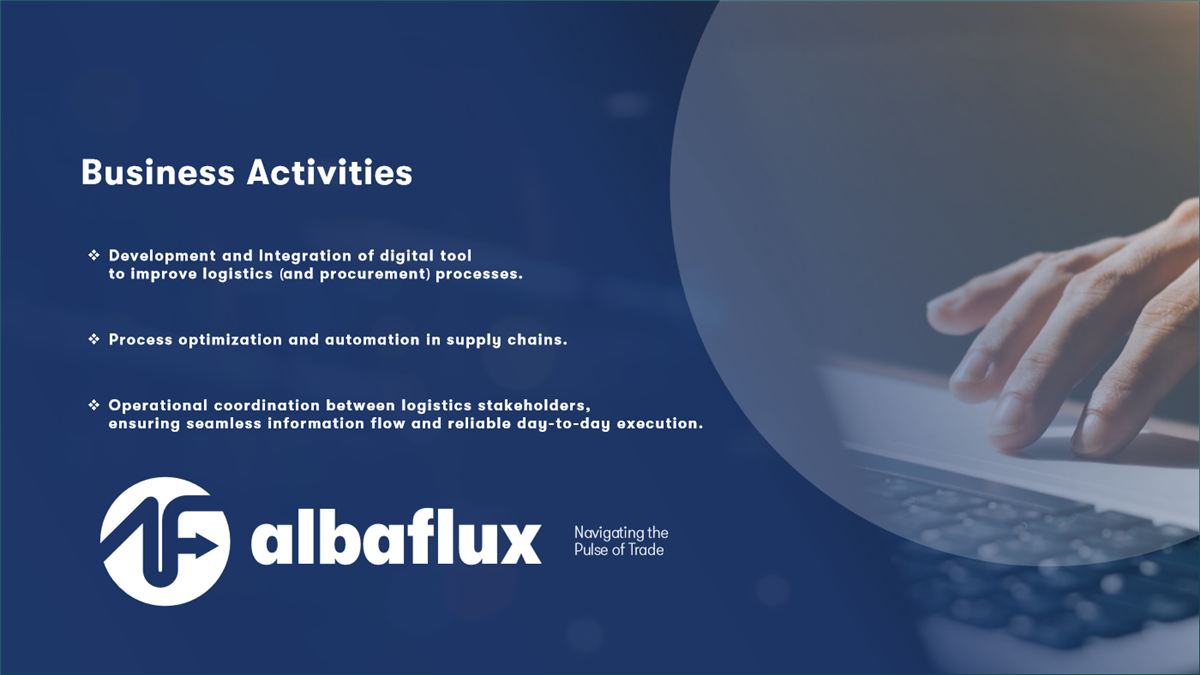 Business Activities
❖ Development and Integration of digital tool
to improve logistics (and procurement) processes.
❖ Process optimization and automation in supply chains.
❖ Operational coordination between logistics stakeholders,
ensuring seamless information flow and reliable day-to-day execution.
albaflux
Navigating the
Pulse of Trade